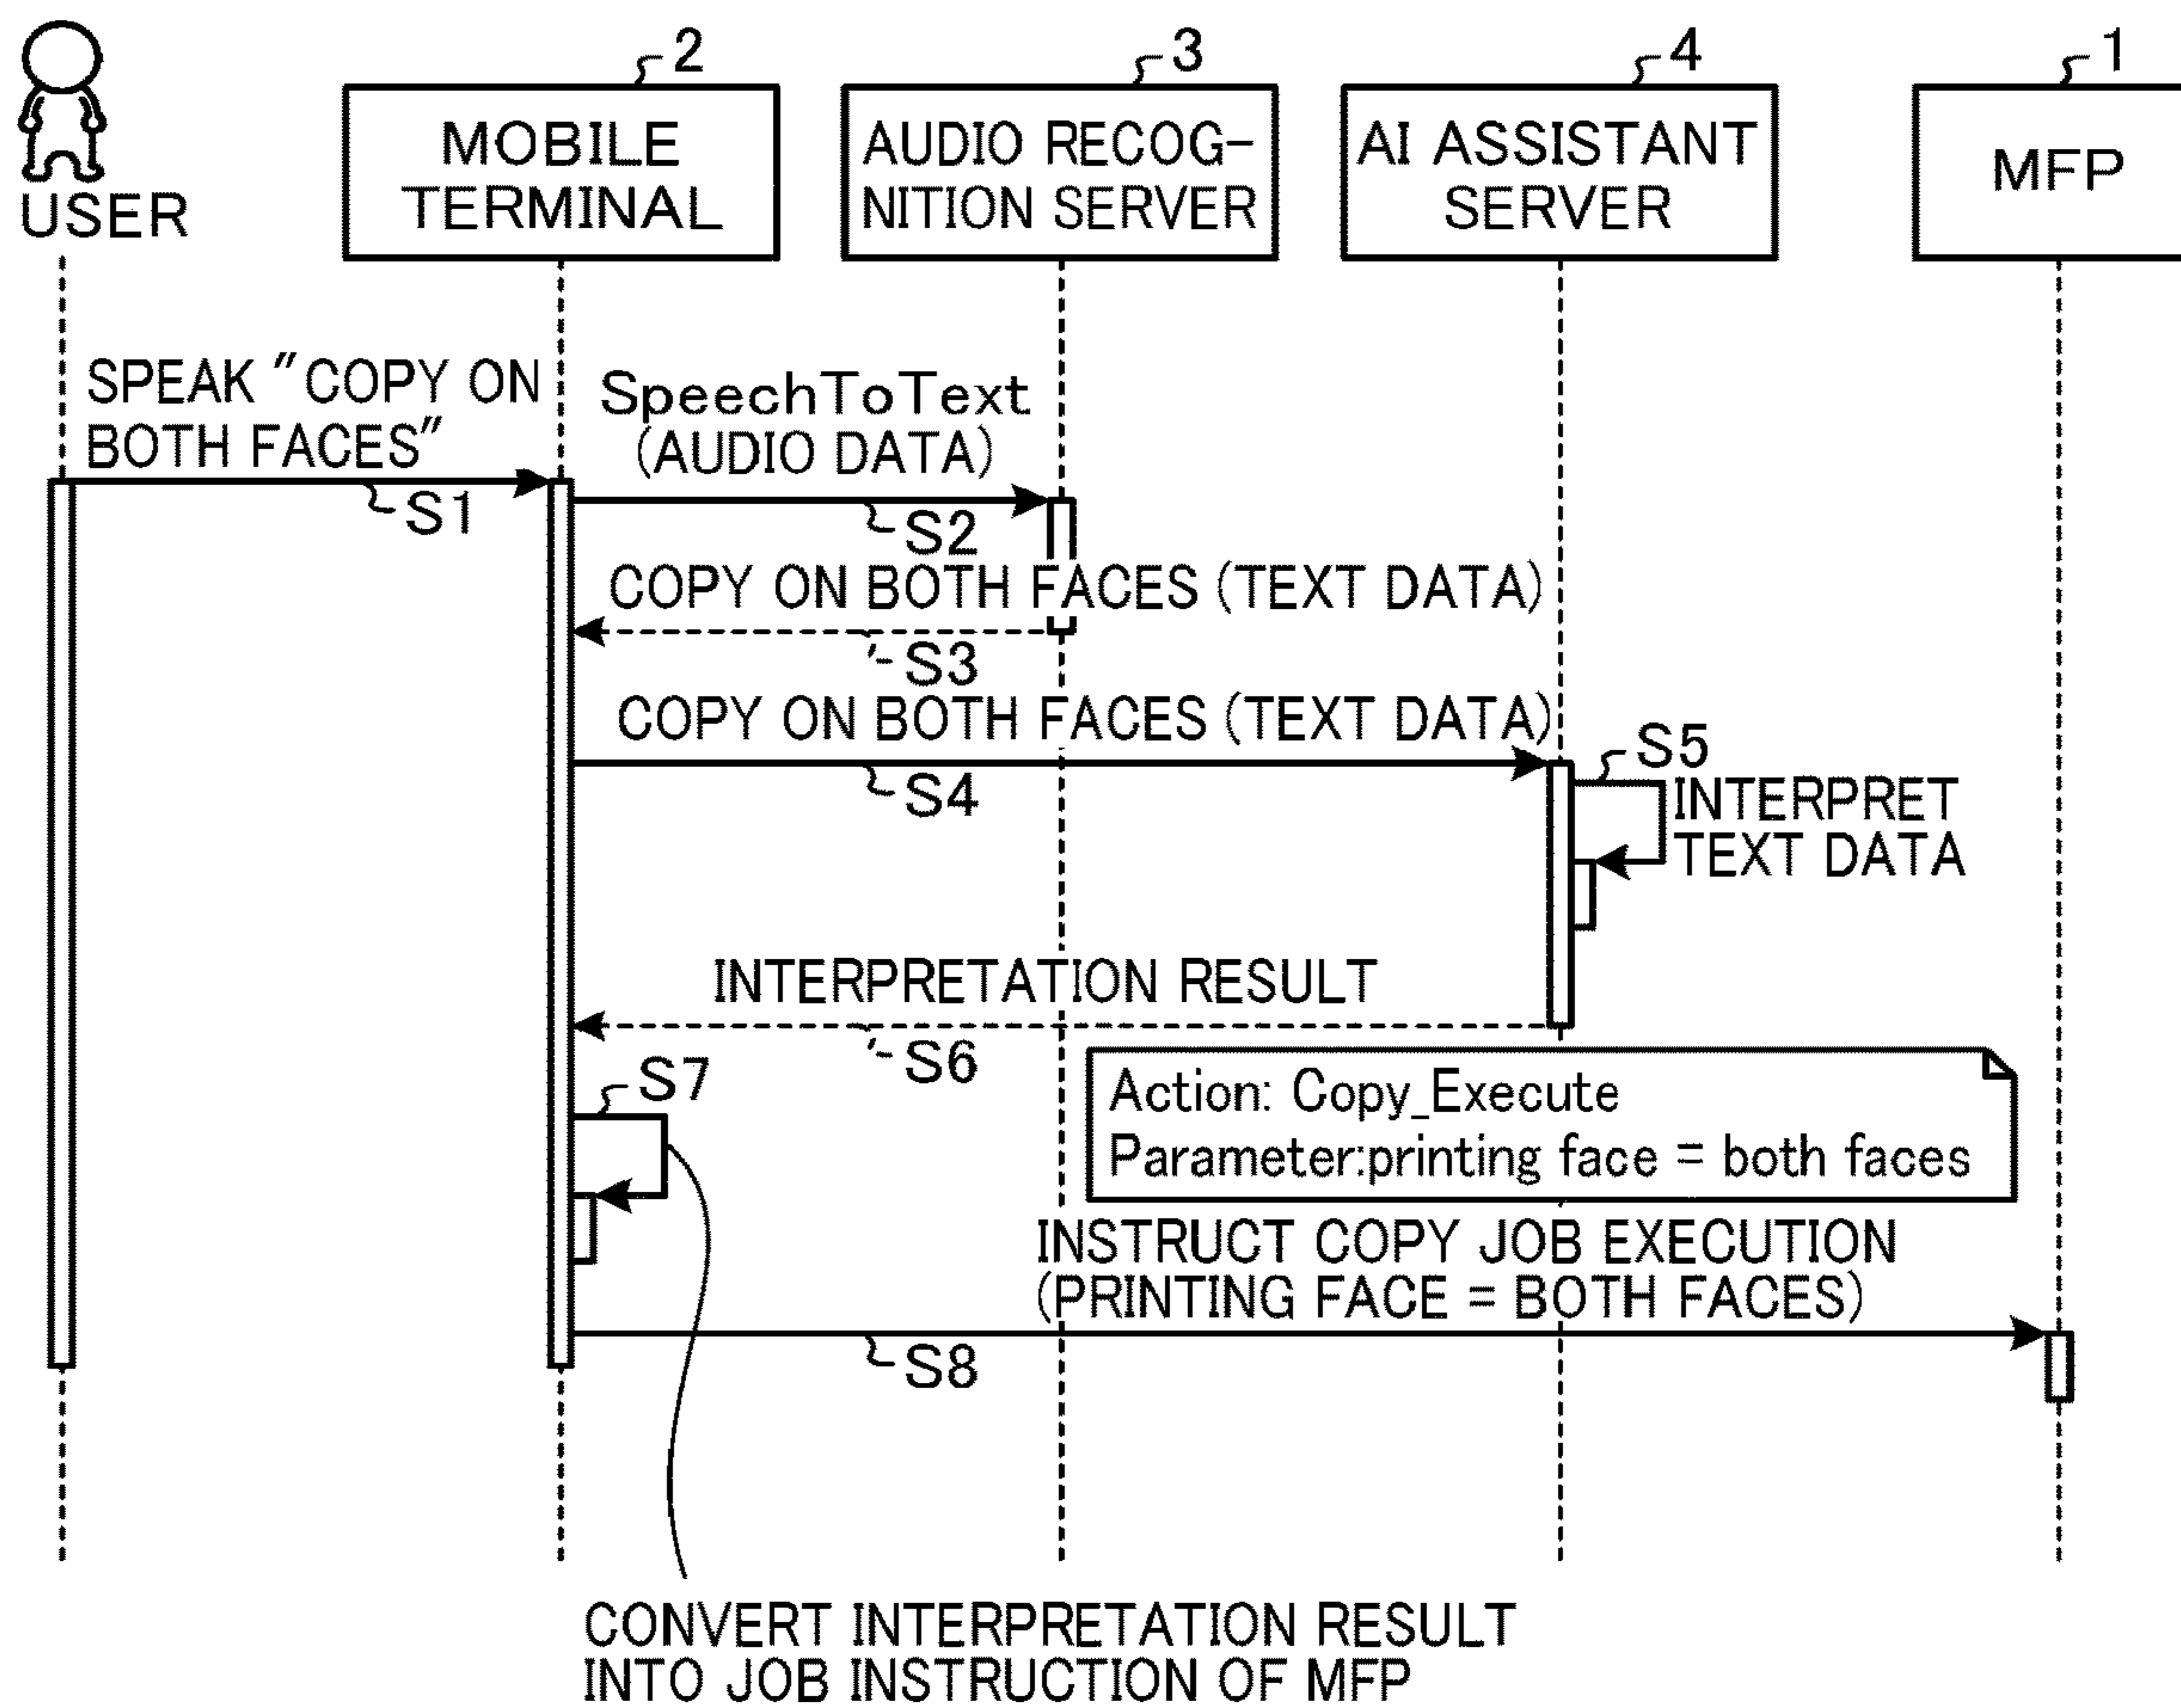 2
3
4
1
USER
MOBILE
TERMINAL
AUDIO RECOG-
NITION SERVER
AI ASSISTANT
SERVER
MFP
SPEAK "COPY ON
BOTH FACES"
S1
SpeechToText
(AUDIO DATA)
S2
COPY ON BOTH FACES (TEXT DATA)
S3
COPY ON BOTH FACES (TEXT DATA)
S4
S5
INTERPRET
TEXT DATA
INTERPRETATION RESULT
S6
Action: Copy_Execute
Parameter:printing face = both faces
S7
INSTRUCT COPY JOB EXECUTION
(PRINTING FACE = BOTH FACES)
S8
CONVERT INTERPRETATION RESULT
INTO JOB INSTRUCTION OF MFP